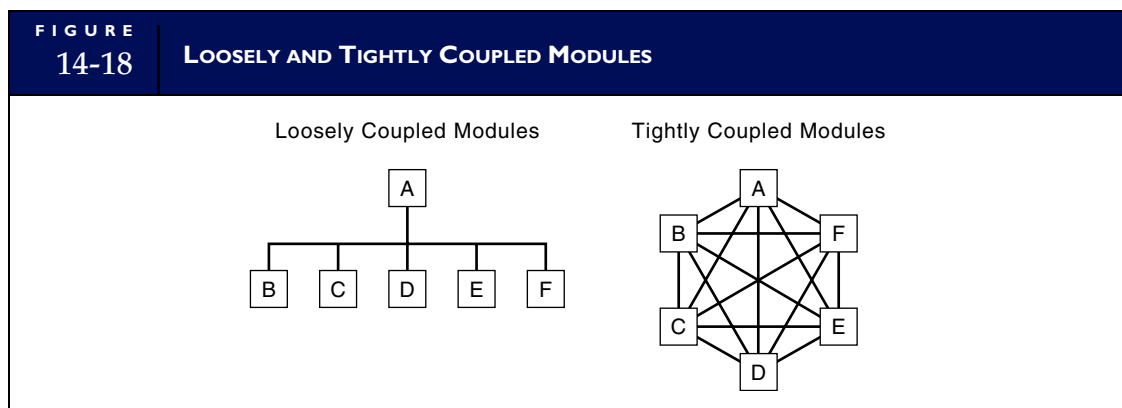 FIGURE
14-18
LOOSELY AND TIGHTLY COUPLED MODULES
Loosely Coupled Modules
Tightly Coupled Modules
A
B C D E F
A
B F
C E
D